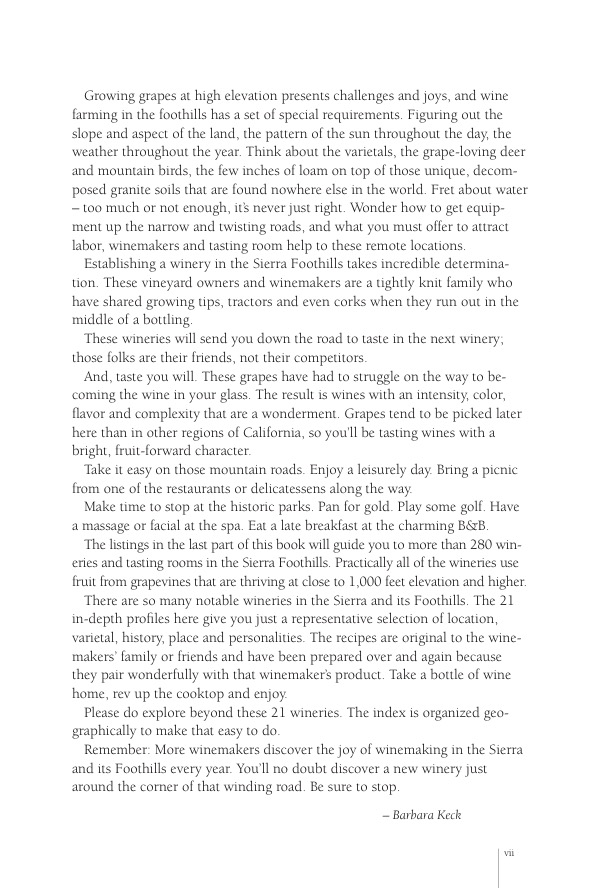 Growing grapes at high elevation presents challenges and joys, and wine
farming in the foothills has a set of special requirements. Figuring out the
slope and aspect of the land, the pattern of the sun throughout the day, the
weather throughout the year. Think about the varietals, the grape-loving deer
and mountain birds, the few inches of loam on top of those unique, decom-
posed granite soils that are found nowhere else in the world. Fret about water
– too much or not enough, it’s never just right. Wonder how to get equip-
ment up the narrow and twisting roads, and what you must offer to attract
labor, winemakers and tasting room help to these remote locations.
Establishing a winery in the Sierra Foothills takes incredible determina-
tion. These vineyard owners and winemakers are a tightly knit family who
have shared growing tips, tractors and even corks when they run out in the
middle of a bottling.
These wineries will send you down the road to taste in the next winery;
those folks are their friends, not their competitors.
And, taste you will. These grapes have had to struggle on the way to be-
coming the wine in your glass. The result is wines with an intensity, color,
flavor and complexity that are a wonderment. Grapes tend to be picked later
here than in other regions of California, so you’ll be tasting wines with a
bright, fruit-forward character.
Take it easy on those mountain roads. Enjoy a leisurely day. Bring a picnic
from one of the restaurants or delicatessens along the way.
Make time to stop at the historic parks. Pan for gold. Play some golf. Have
a massage or facial at the spa. Eat a late breakfast at the charming B&B.
The listings in the last part of this book will guide you to more than 280 win-
eries and tasting rooms in the Sierra Foothills. Practically all of the wineries use
fruit from grapevines that are thriving at close to 1,000 feet elevation and higher.
There are so many notable wineries in the Sierra and its Foothills. The 21
in-depth profiles here give you just a representative selection of location,
varietal, history, place and personalities. The recipes are original to the wine-
makers’ family or friends and have been prepared over and again because
they pair wonderfully with that winemaker’s product. Take a bottle of wine
home, rev up the cooktop and enjoy.
Please do explore beyond these 21 wineries. The index is organized geo-
graphically to make that easy to do.
Remember: More winemakers discover the joy of winemaking in the Sierra
and its Foothills every year. You’ll no doubt discover a new winery just
around the corner of that winding road. Be sure to stop.
– Barbara Keck
vii